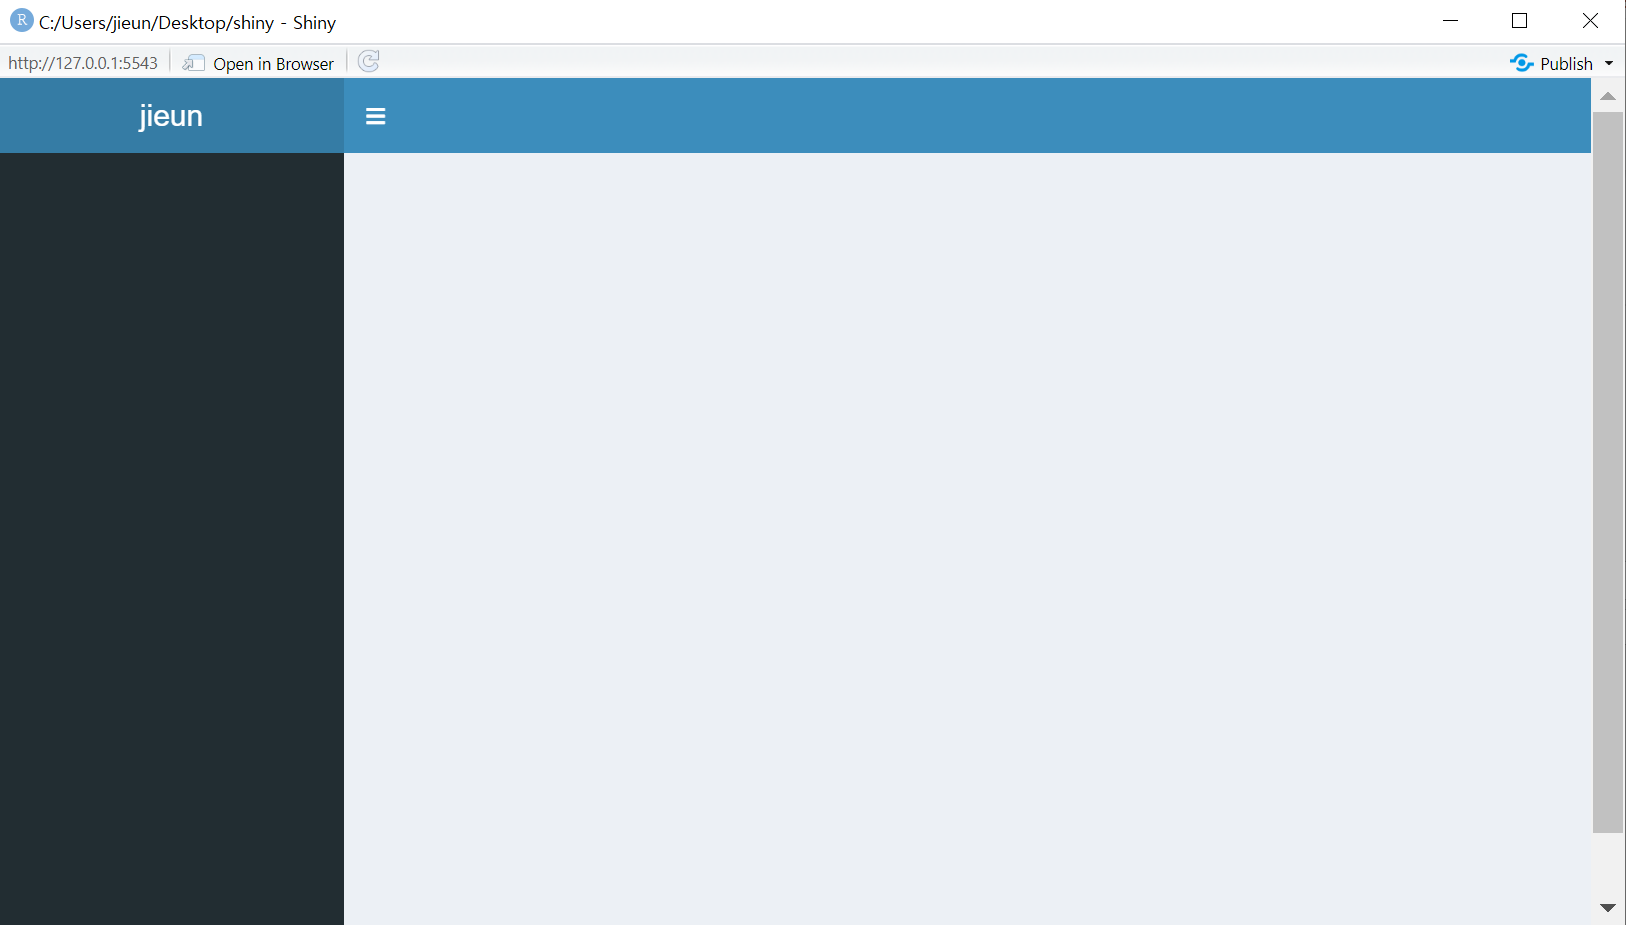 R C:/Users/jieun/Desktop/shiny - Shiny
http://127.0.0.1:5543 Open in Browser Publish
jieun